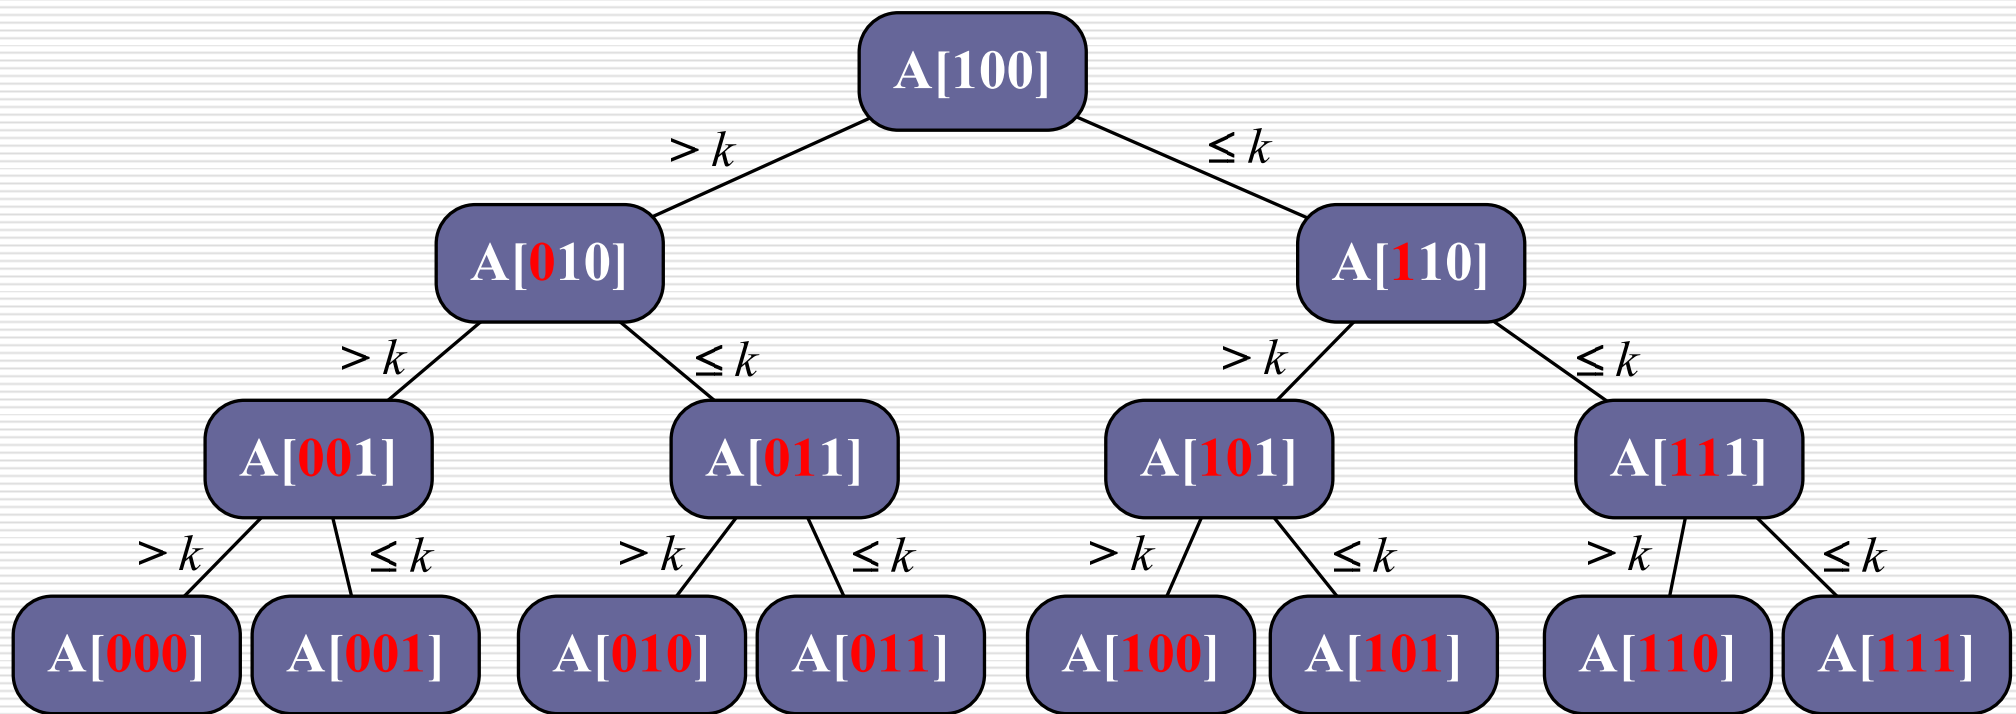 A[100]
> k ≤ k
A[010] A[110]
> k ≤ k > k ≤ k
A[001] A[011] A[101] A[111]
> k ≤ k > k ≤ k > k ≤ k > k ≤ k
A[000] A[001] A[010] A[011] A[100] A[101] A[110] A[111]